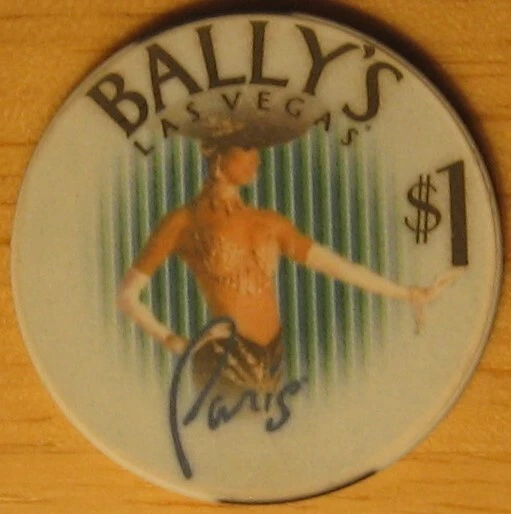 BALLY'S
LAS VEGAS
$1
Paris